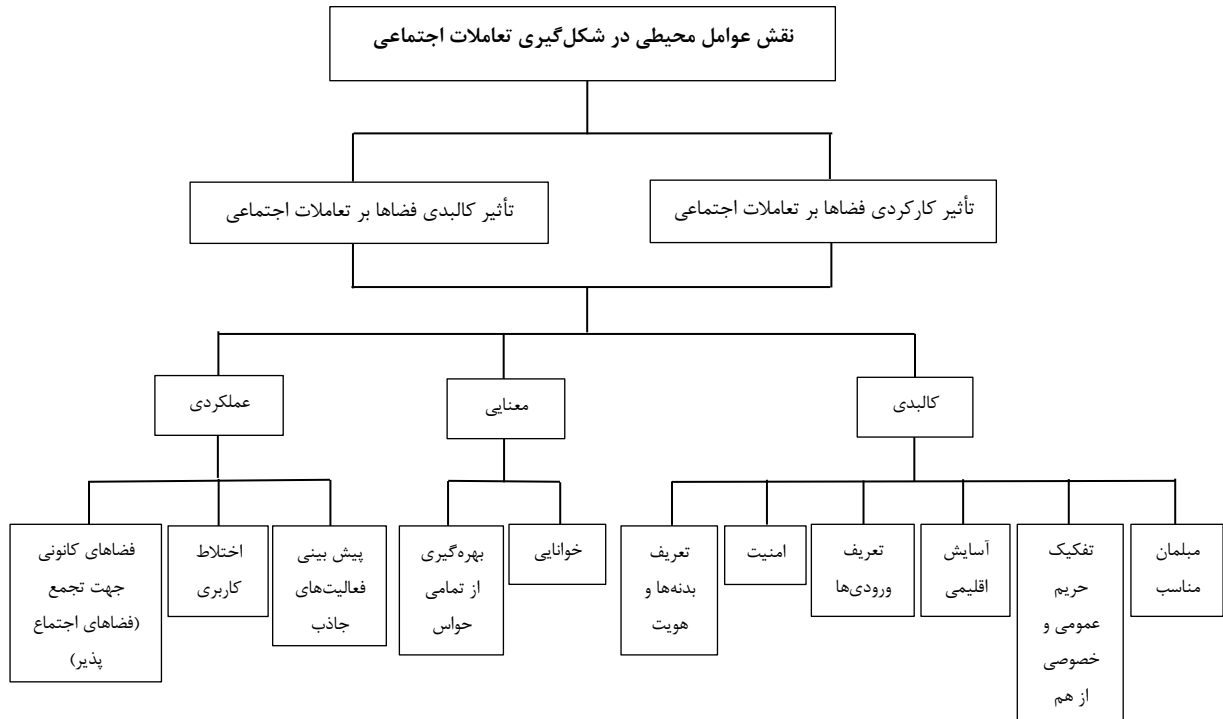 نقش عوامل محیطی در شکل‌گیری تعاملات اجتماعی
تأثیر کارکردی فضاها بر تعاملات اجتماعی
تأثیر کالبدی فضاها بر تعاملات اجتماعی
کالبدی
معنایی
عملکردی
مبلمان
مناسب
تفکیک
حریم
عمومی و
خصوصی
از هم
آسایش
اقلیمی
تعریف
ورودی‌ها
امنیت
تعریف
بدنه‌ها و
هویت
خوانایی
بهره‌گیری
از تمامی
حواس
پیش بینی
فعالیت‌های
جاذب
اختلاط
کاربری
فضاهای کانونی
جهت تجمع
(فضاهای اجتماع
پذیر)